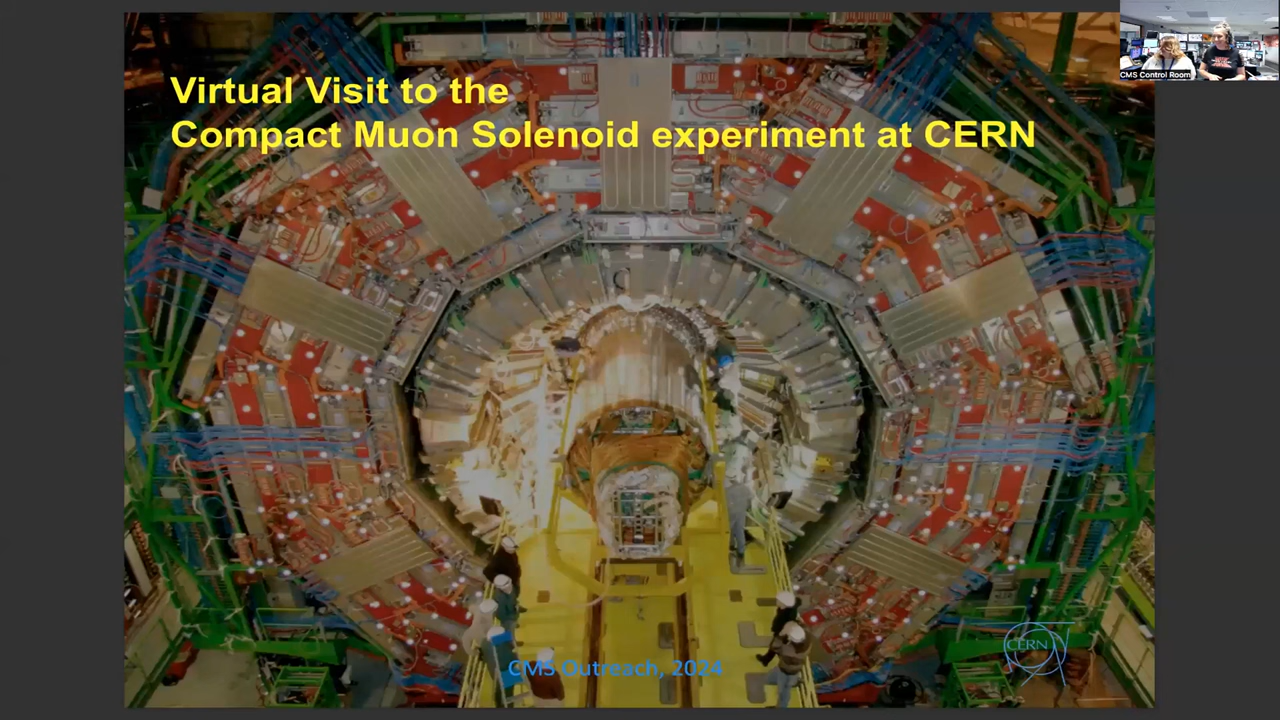 Virtual Visit to the
Compact Muon Solenoid experiment at CERN
CMS Control Room
CMS Outreach, 2024
CERN